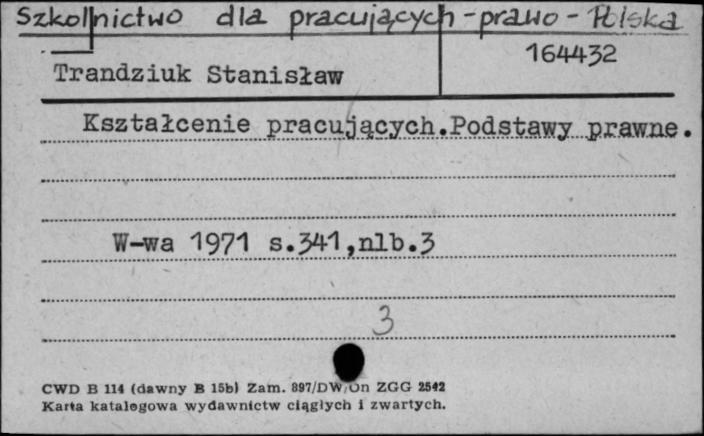 Szkolnictwo dla pracujących - prawo - Polska
164432
Trandziuk Stanisław
Kształcenie pracujących.Podstawy prawne.
W-wa 1971 s.341,nlb.3
3
CWD B 114 (dawny B 15b) Zam. 897/DW/Dn ZGG 2542
Karta katalogowa wydawnictw ciągłych i zwartych.